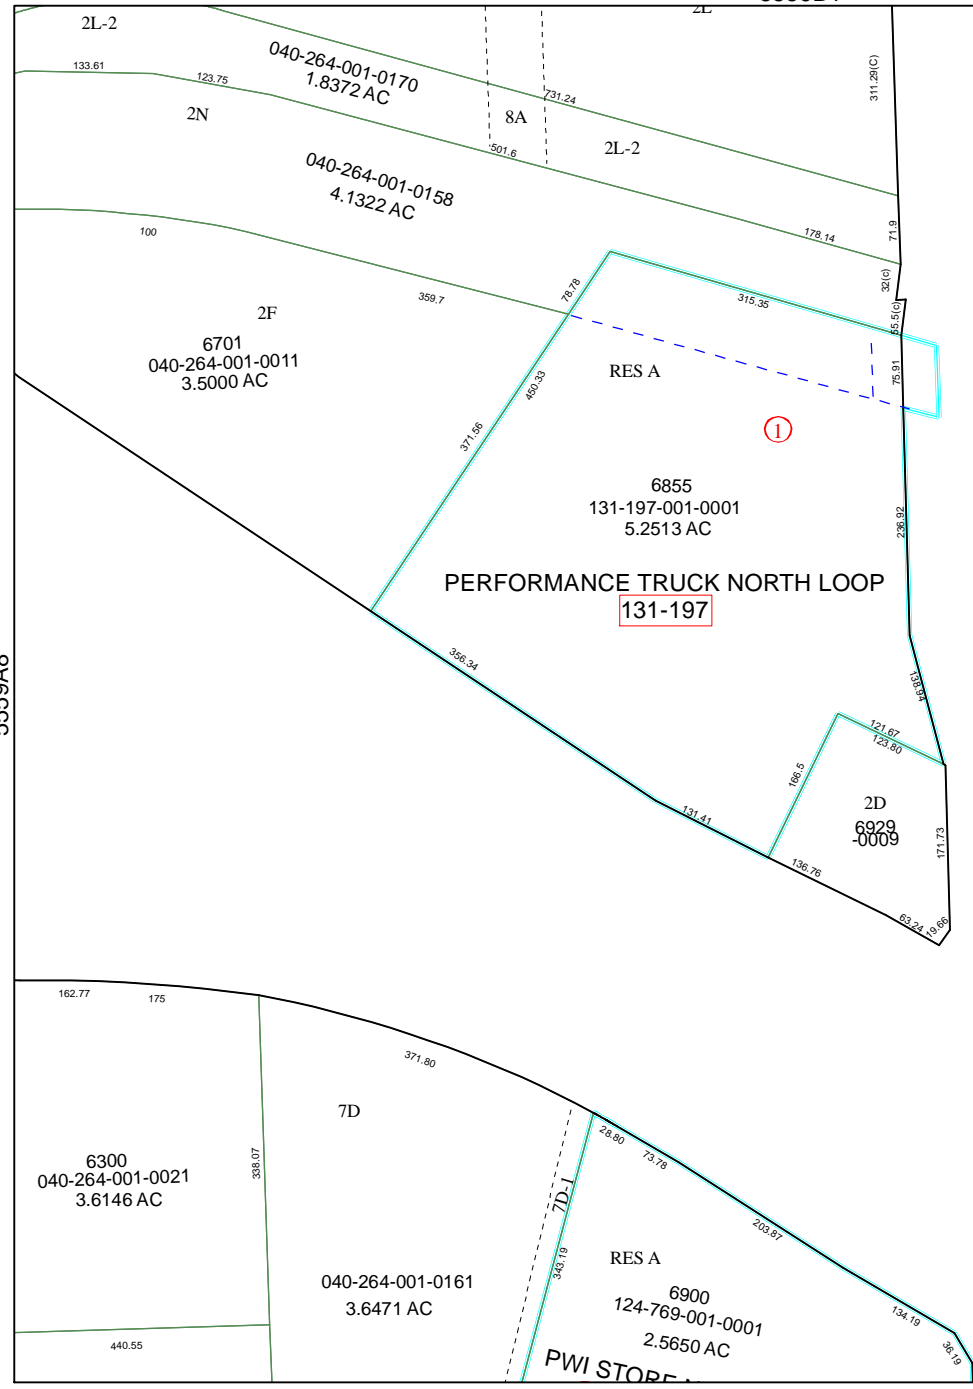 2L-2
133.61
123.75
040-264-001-0170
1.8372 AC
731.24
8A
2L
311.29(C)
2N
501.6
2L-2
040-264-001-0158
4.1322 AC
178.14
71.9
32(c)
55.5(c)
100
359.7
78.78
315.35
75.91
2F
6701
040-264-001-0011
3.5000 AC
450.33
371.56
RES A
1
6855
131-197-001-0001
5.2513 AC
236.92
PERFORMANCE TRUCK NORTH LOOP
131-197
356.34
138.94
121.67
123.80
166.5
131.41
2D
6929
-0009
171.73
136.76
63.24
19.66
162.77
175
371.80
7D
28.80
73.78
6300
040-264-001-0021
3.6146 AC
338.07
7D-1
203.87
343.19
RES A
040-264-001-0161
3.6471 AC
6900
124-769-001-0001
2.5650 AC
134.19
36.19
440.55
PWI STORE